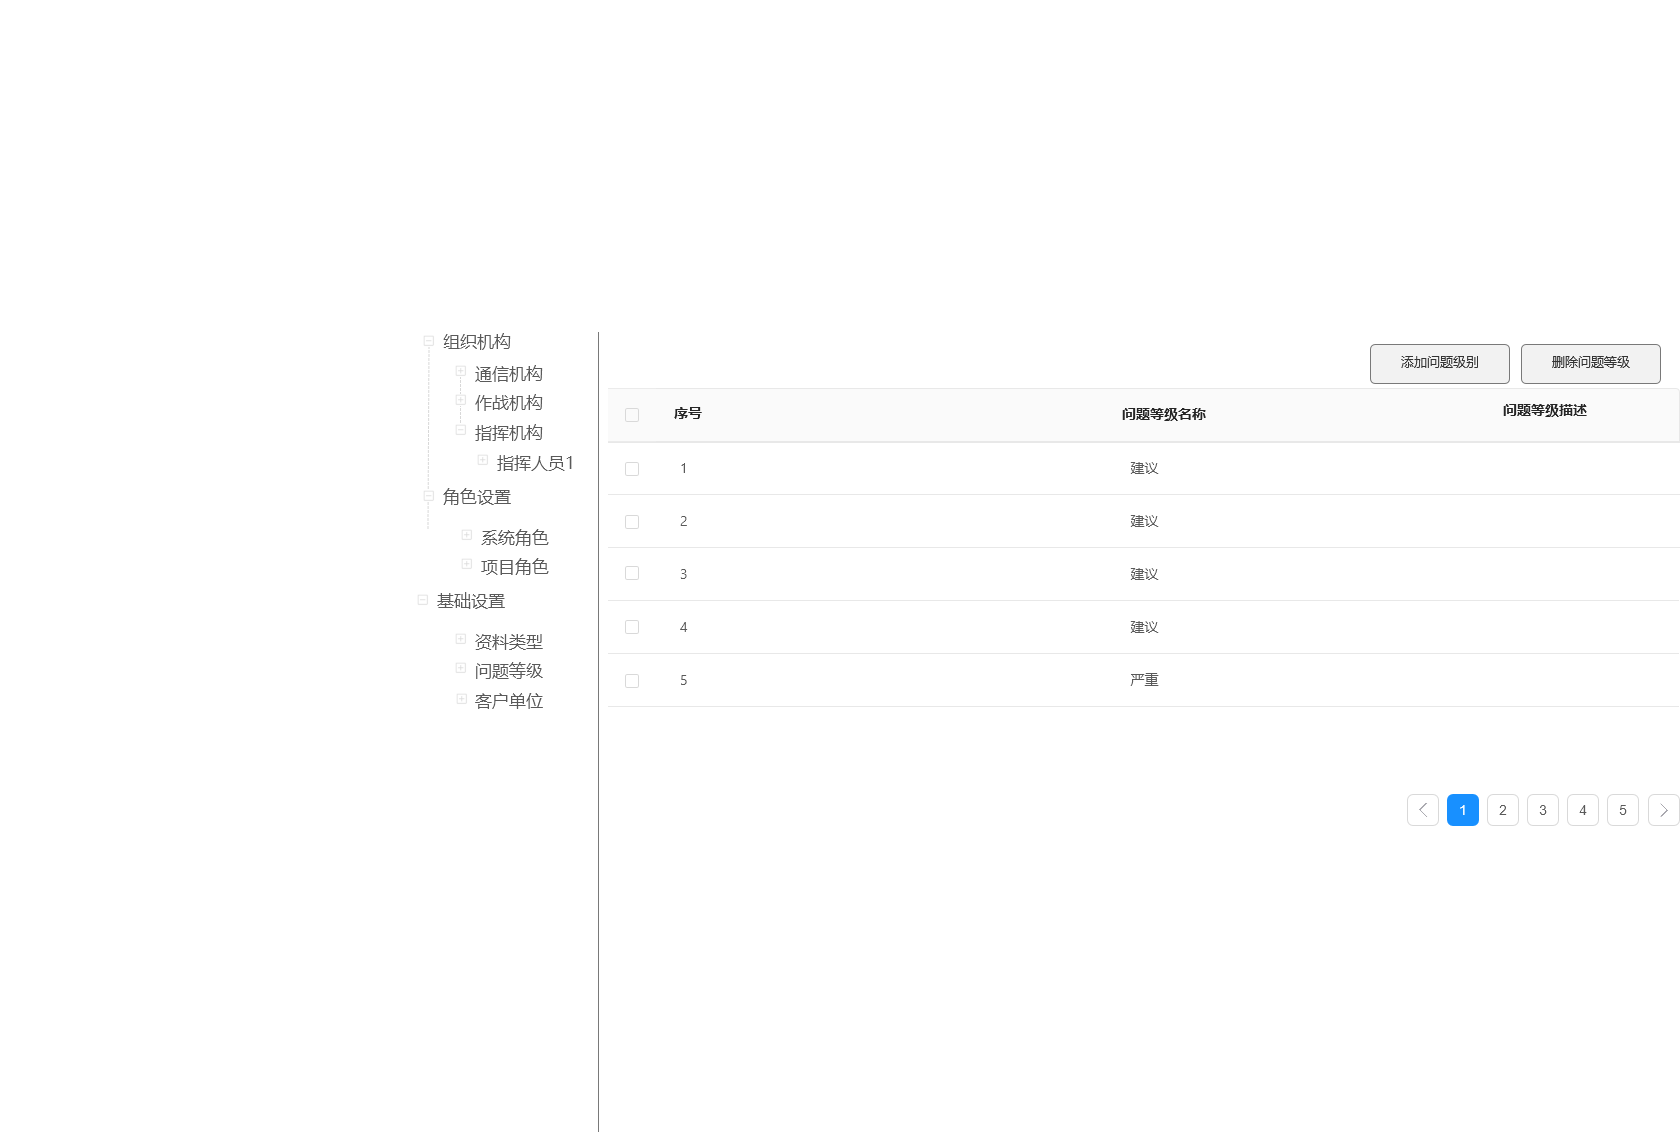 组织机构
通信机构
作战机构
指挥机构
指挥人员1
角色设置
系统角色
项目角色
基础设置
资料类型
问题等级
客户单位
添加问题级别 删除问题等级
序号 问题等级名称 问题等级描述
1 建议
2 建议
3 建议
4 建议
5 严重
1 2 3 4 5